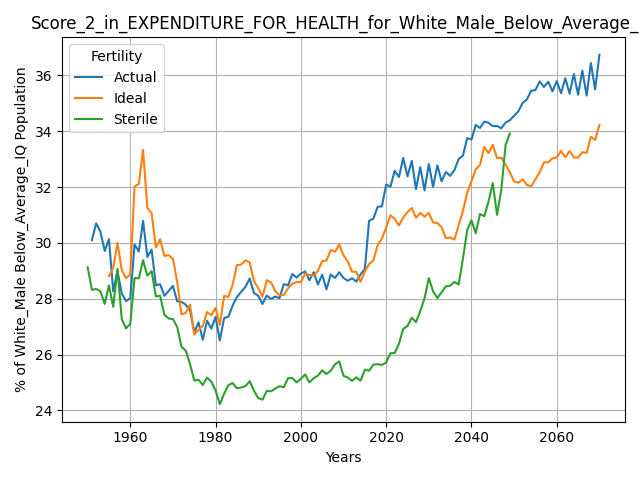 Score_2_in_EXPENDITURE_FOR_HEALTH_for_White_Male_Below_Average_
Fertility
Actual
Ideal
Sterile
% of White_Male Below_Average_IQ Population
36
34
32
30
28
26
24
1960 1980 2000 2020 2040 2060
Years